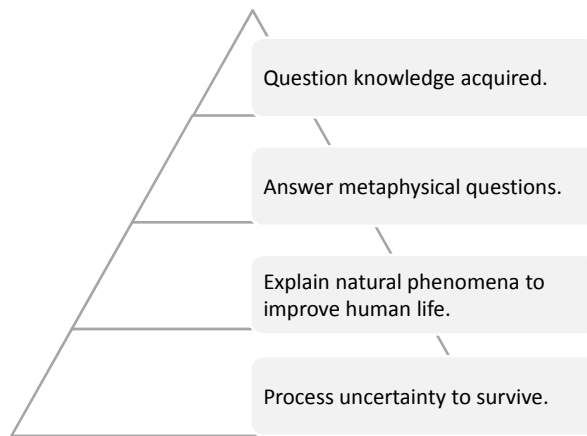 Question knowledge acquired.
Answer metaphysical questions.
Explain natural phenomena to
improve human life.
Process uncertainty to survive.